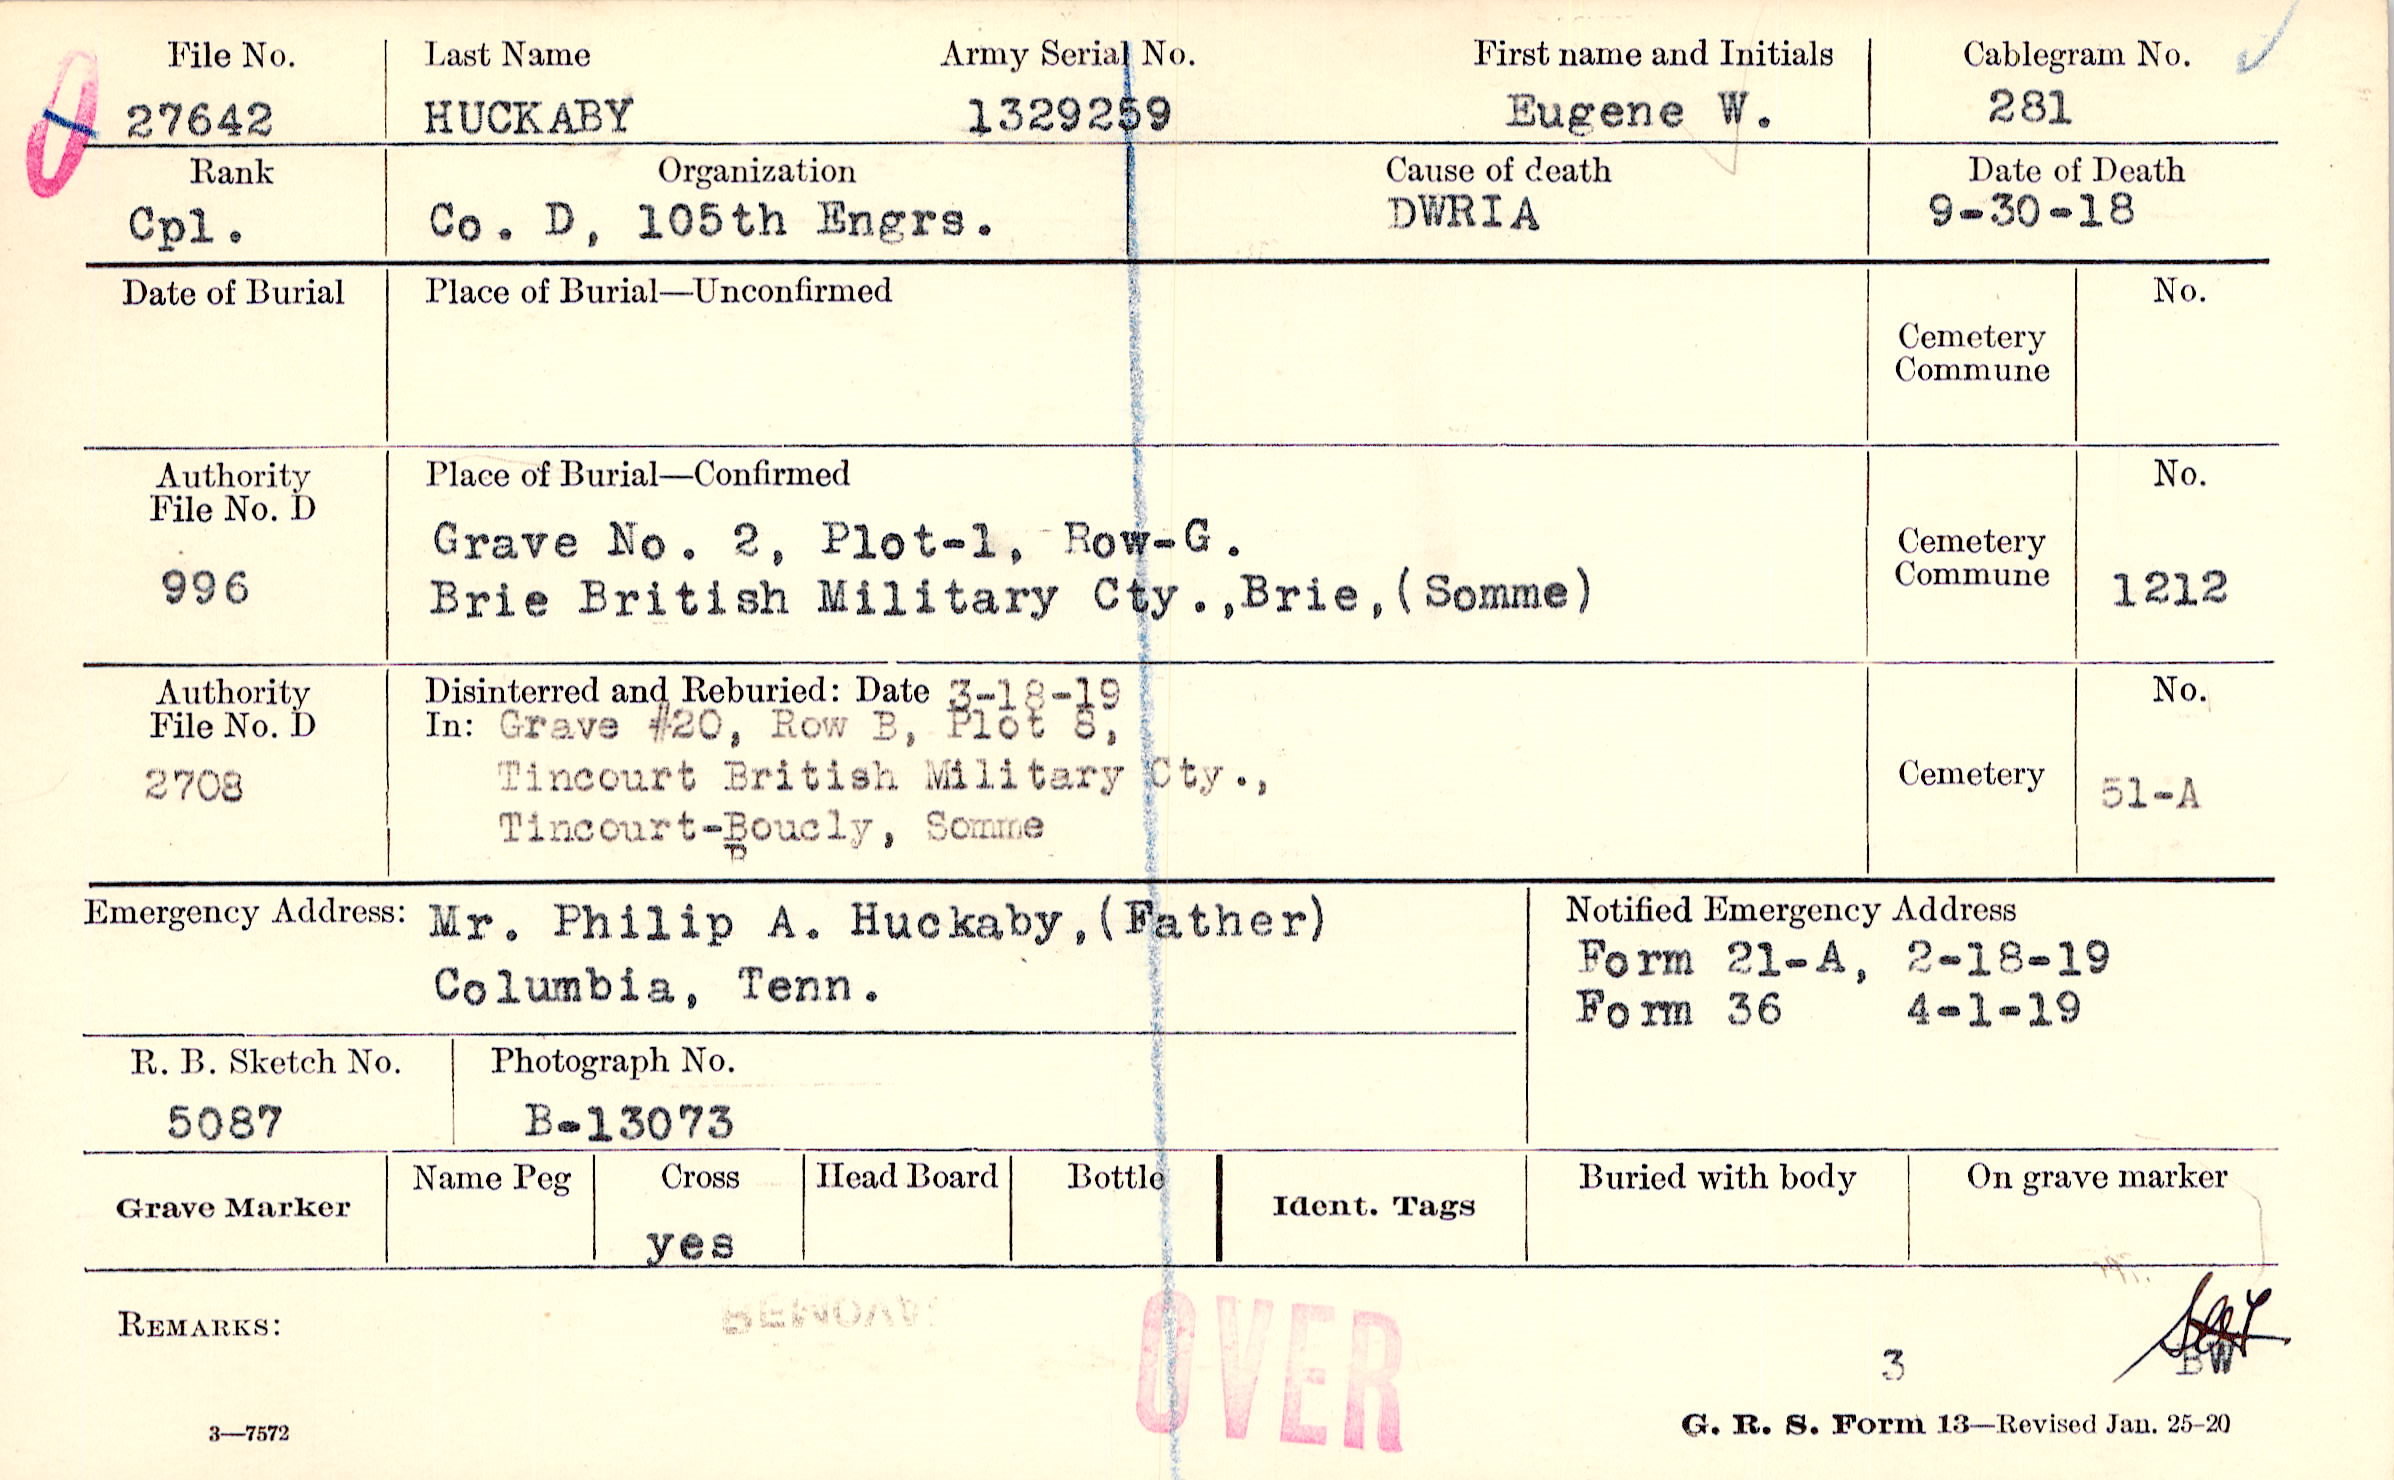 File No. Last Name Army Serial No. First name and Initials Cablegram No.
27642 HUCKABY 1329259 Eugene W. 281
Rank Organization Cause of death Date of Death
Cpl. Co. D, 105th Engrs. DWRIA 9-30-18
Date of Burial Place of Burial—Unconfirmed No.
Cemetery
Commune
Authority Place of Burial—Confirmed No.
File No. D
Grave No. 2, Plot-1, Row-G. Cemetery
996 Brie British Military Cty.,Brie,(Somme) Commune 1212
Authority Disinterred and Reburied: Date 3-18-19 No.
File No. D In: Grave #20, Row B, Plot 8,
2708 Tincourt British Military Cty., Cemetery 51-A
Tincourt-Boucly, Somme
Emergency Address: Mr. Philip A. Huckaby,(Father) Notified Emergency Address
Columbia, Tenn. Form 21-A, 2-18-19
Form 36 4-1-19
R. B. Sketch No. Photograph No.
5087 B-13073
Grave Marker Name Peg Cross Head Board Bottle Ident. Tags Buried with body On grave marker
yes
REMARKS:
OVER
3 BW
3—7572 G. R. S. Form 13—Revised Jan. 25-20